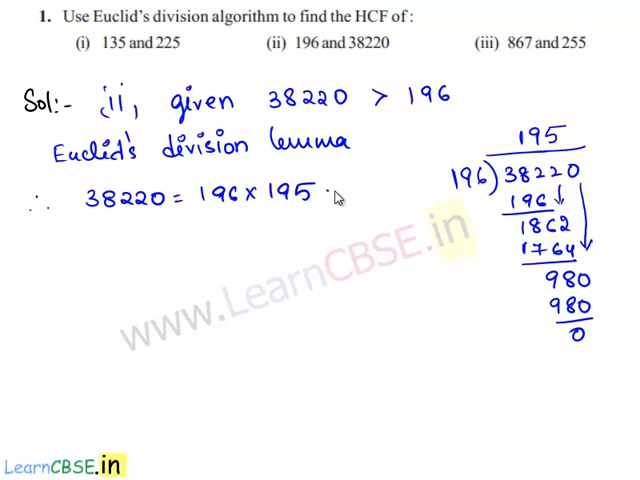 1. Use Euclid's division algorithm to find the HCF of :
(i) 135 and 225 (ii) 196 and 38220 (iii) 867 and 255
Sol:- (ii, given 38220 > 196
Euclid's division lemma
∴ 38220 = 196 × 195
195
196) 38220
196
1862
1764
980
980
0
www.LearnCBSE.in
LearnCBSE.in